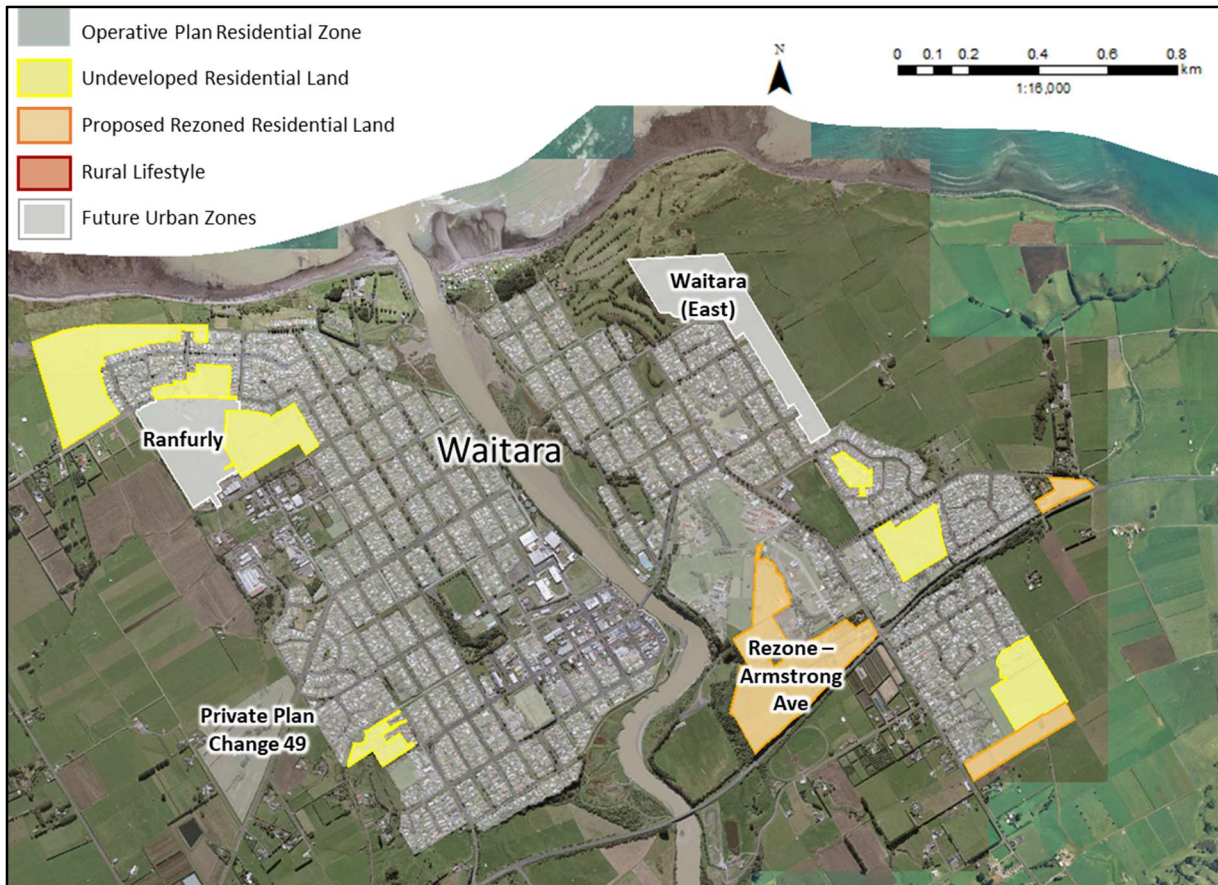 Operative Plan Residential Zone
Undeveloped Residential Land
Proposed Rezoned Residential Land
Rural Lifestyle
Future Urban Zones
N
0 0.1 0.2 0.4 0.6 0.8
km
1:16,000
Waitara
(East)
Ranfurly
Waitara
Rezone –
Armstrong
Ave
Private Plan
Change 49